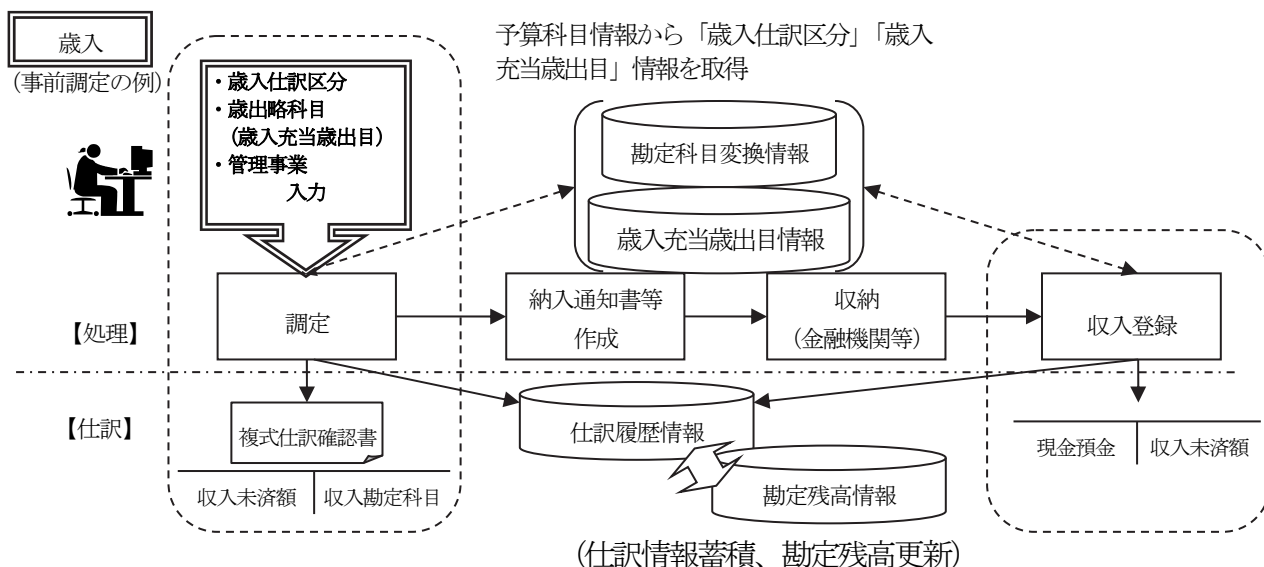 歳入
(事前調定の例)
・歳入仕訳区分
・歳出略科目
(歳入充当歳出目)
・管理事業
入力
予算科目情報から「歳入仕訳区分」「歳入
充当歳出目」情報を取得
勘定科目変換情報
歳入充当歳出目情報
【処理】
調定
納入通知書等
作成
収納
(金融機関等)
収入登録
【仕訳】
複式仕訳確認書
収入未済額
収入勘定科目
仕訳履歴情報
勘定残高情報
現金預金
収入未済額
(仕訳情報蓄積、勘定残高更新)